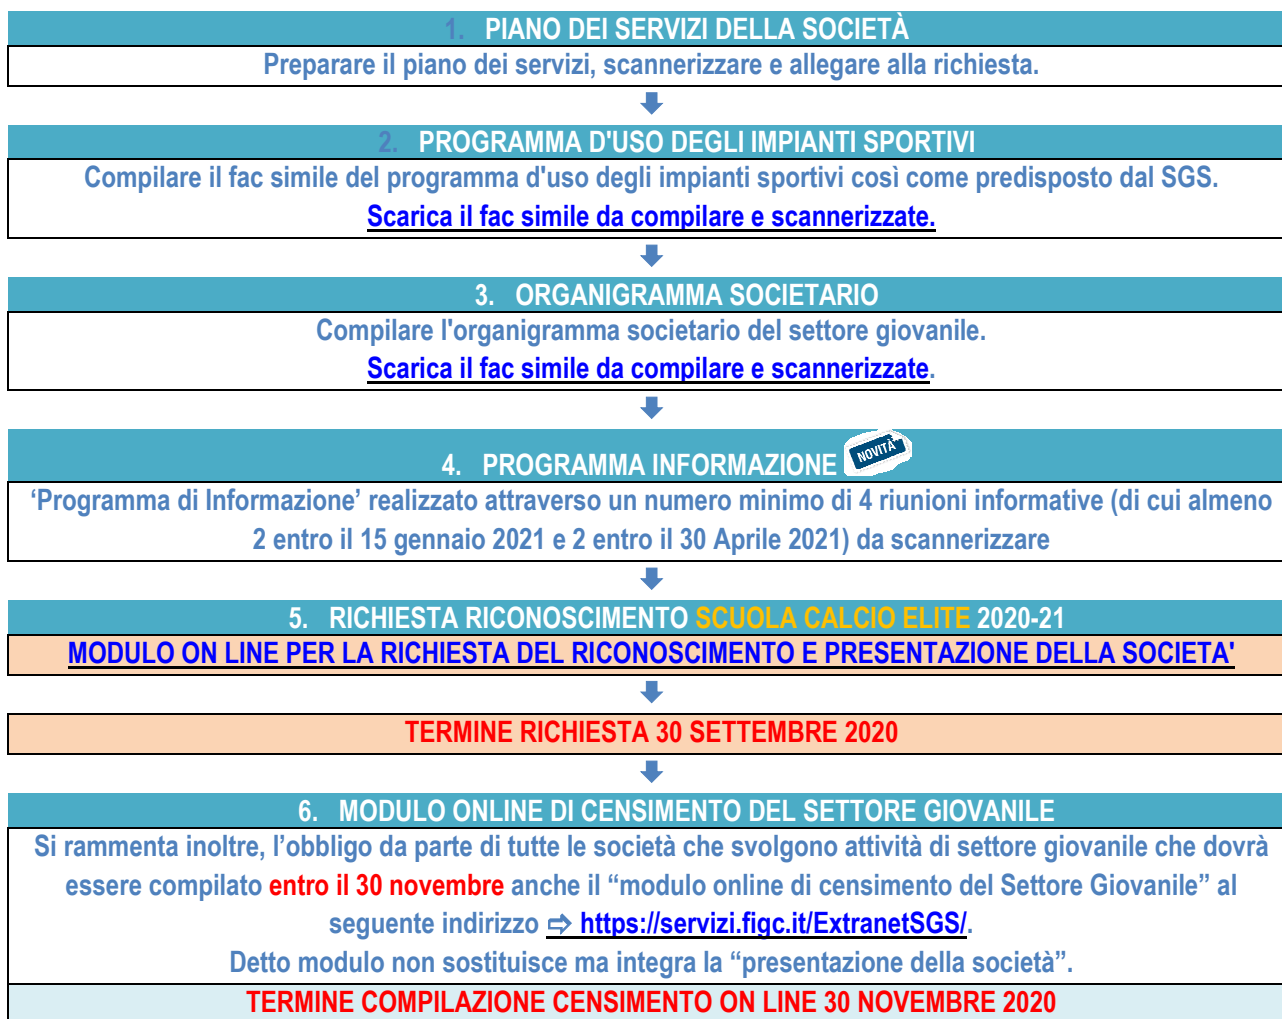 1. PIANO DEI SERVIZI DELLA SOCIETÀ
Preparare il piano dei servizi, scannerizzare e allegare alla richiesta.
2. PROGRAMMA D'USO DEGLI IMPIANTI SPORTIVI
Compilare il fac simile del programma d'uso degli impianti sportivi così come predisposto dal SGS.
Scarica il fac simile da compilare e scannerizzate.
3. ORGANIGRAMMA SOCIETARIO
Compilare l'organigramma societario del settore giovanile.
Scarica il fac simile da compilare e scannerizzate.
4. PROGRAMMA INFORMAZIONE NOVITÀ
‘Programma di Informazione’ realizzato attraverso un numero minimo di 4 riunioni informative (di cui almeno
2 entro il 15 gennaio 2021 e 2 entro il 30 Aprile 2021) da scannerizzare
5. RICHIESTA RICONOSCIMENTO SCUOLA CALCIO ELITE 2020-21
MODULO ON LINE PER LA RICHIESTA DEL RICONOSCIMENTO E PRESENTAZIONE DELLA SOCIETA'
TERMINE RICHIESTA 30 SETTEMBRE 2020
6. MODULO ONLINE DI CENSIMENTO DEL SETTORE GIOVANILE
Si rammenta inoltre, l’obbligo da parte di tutte le società che svolgono attività di settore giovanile che dovrà
essere compilato entro il 30 novembre anche il “modulo online di censimento del Settore Giovanile” al
seguente indirizzo ⇨ https://servizi.figc.it/ExtranetSGS/.
Detto modulo non sostituisce ma integra la “presentazione della società”.
TERMINE COMPILAZIONE CENSIMENTO ON LINE 30 NOVEMBRE 2020